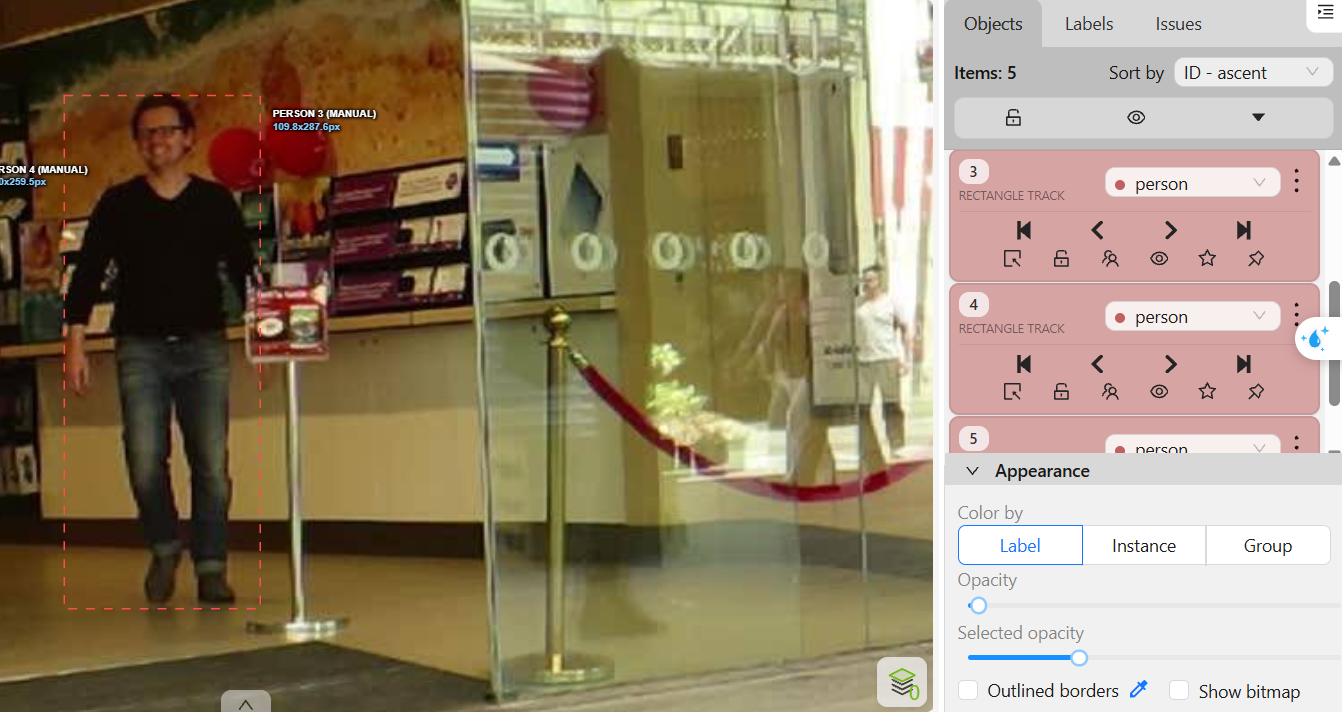 PERSON 3 (MANUAL)
109.8x287.6px
RSON 4 (MANUAL)
0x259.5px
Objects
Labels
Issues
Items: 5
Sort by
ID - ascent
3
RECTANGLE TRACK
person
4
RECTANGLE TRACK
person
5
person
Appearance
Color by
Label
Instance
Group
Opacity
Selected opacity
Outlined borders
Show bitmap
0